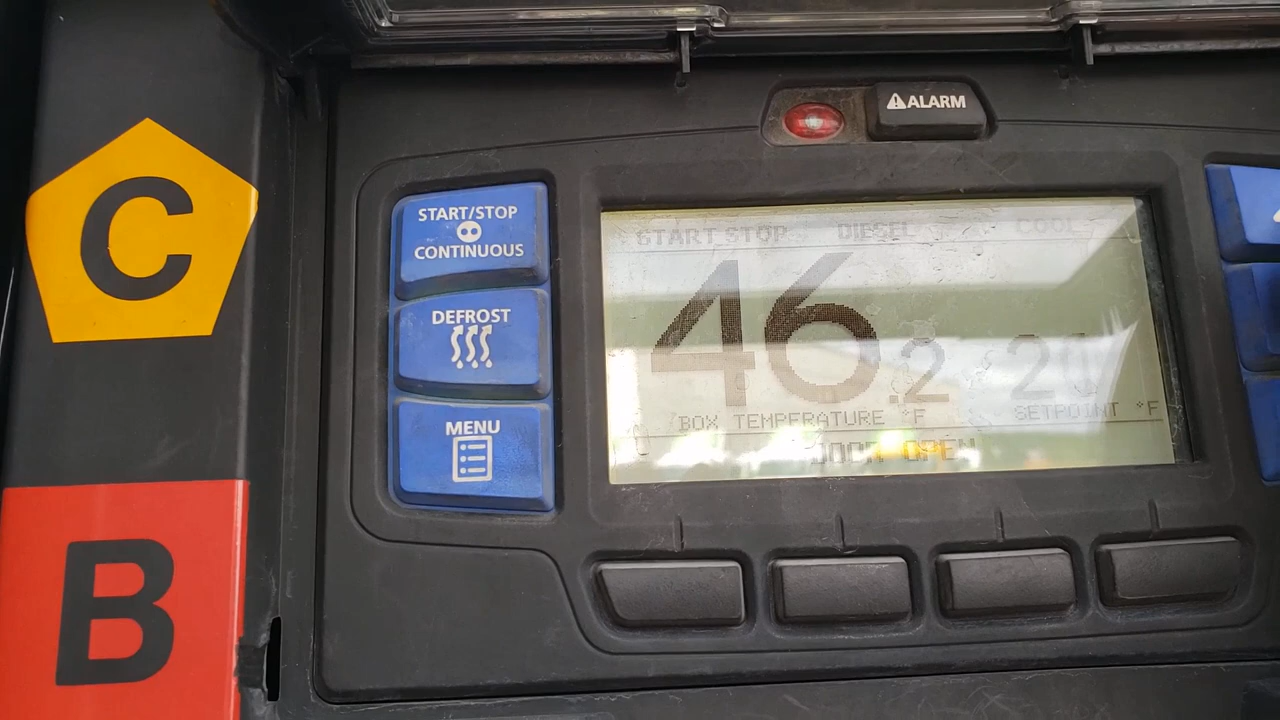 C
B
ALARM
START/STOP
CONTINUOUS
DEFROST
MENU
START STOP DIESEL COOL
46.2 20
BOX TEMPERATURE °F SETPOINT °F
DOOR OPEN